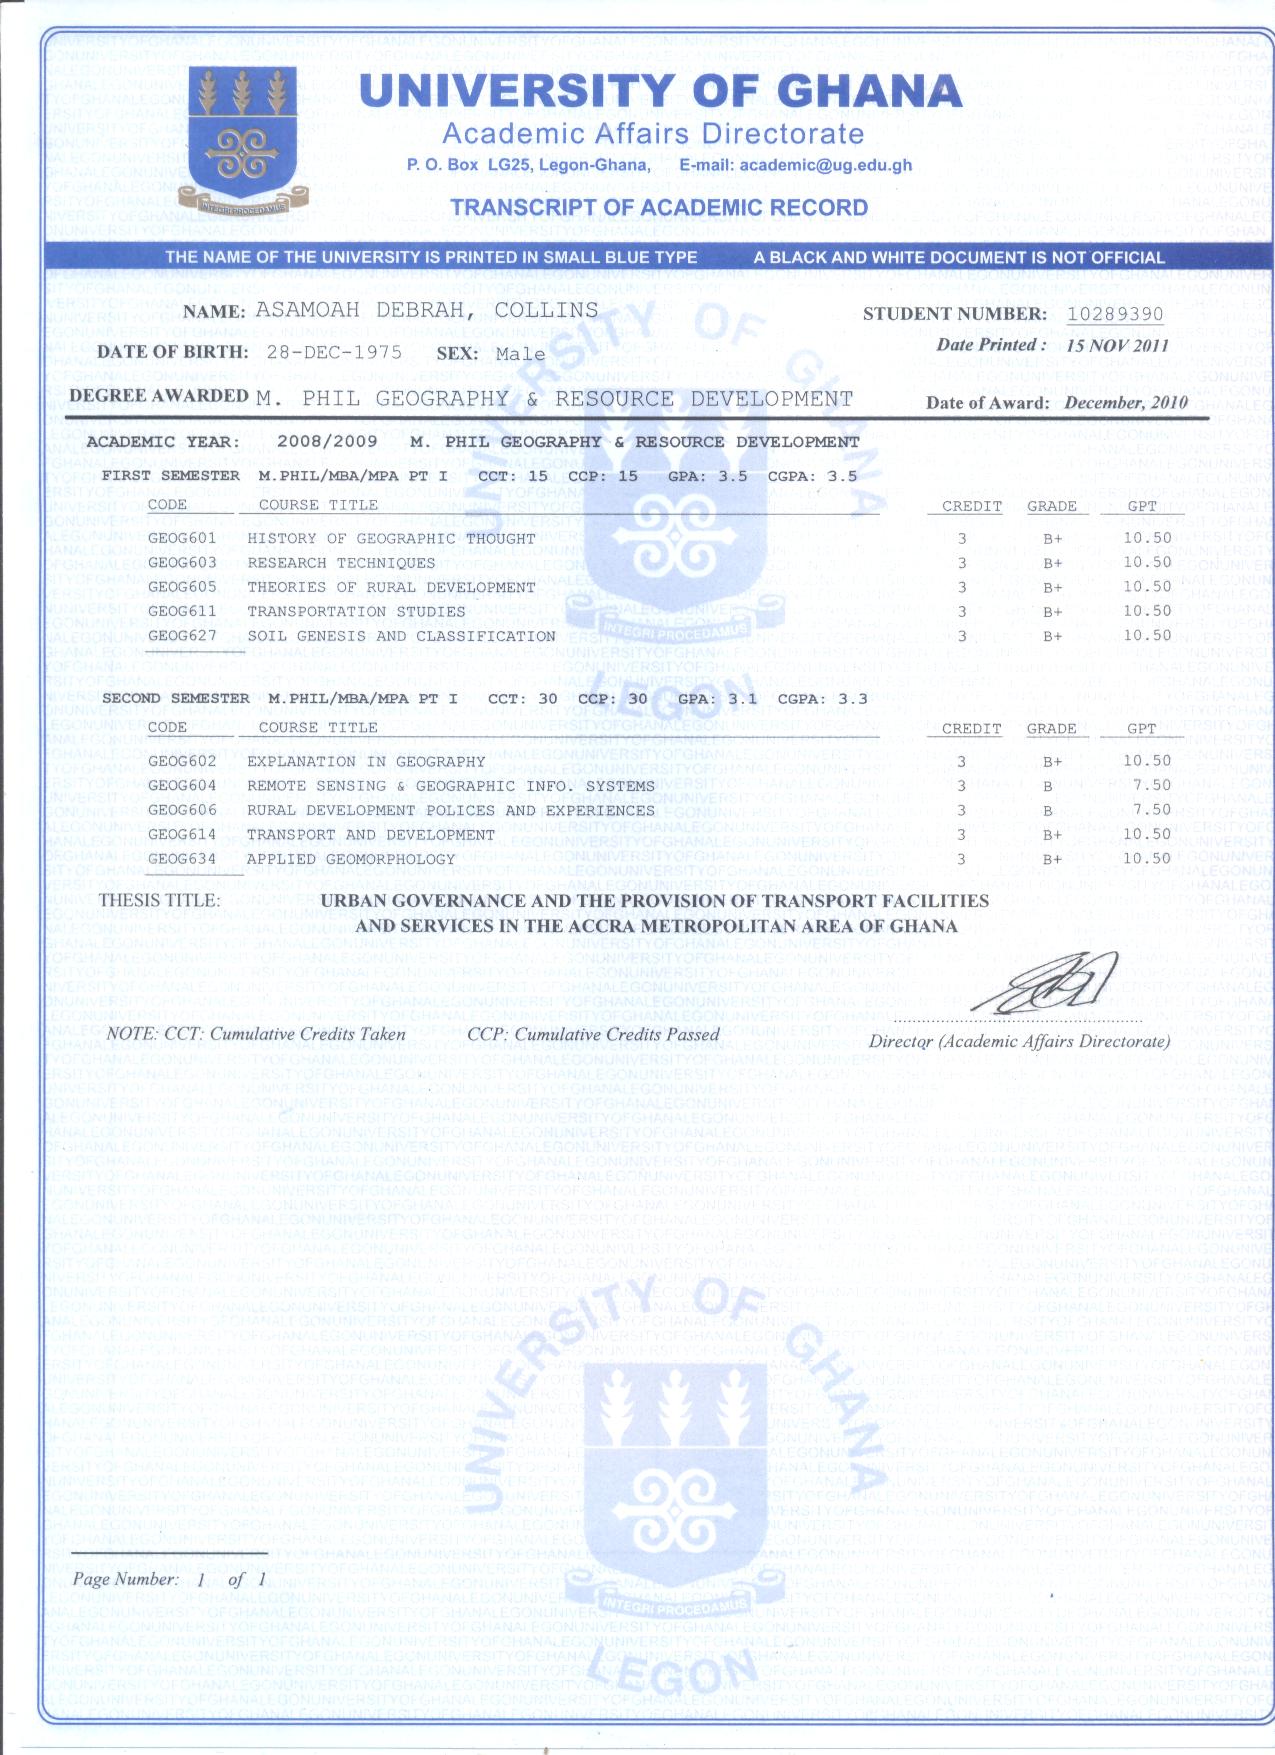 UNIVERSITY OF GHANA
Academic Affairs Directorate
P. O. Box LG25, Legon-Ghana, E-mail: academic@ug.edu.gh
TRANSCRIPT OF ACADEMIC RECORD
INTEGRI PROCEDAMUS
THE NAME OF THE UNIVERSITY IS PRINTED IN SMALL BLUE TYPE A BLACK AND WHITE DOCUMENT IS NOT OFFICIAL
NAME: ASAMOAH DEBRAH, COLLINS STUDENT NUMBER: 10289390
DATE OF BIRTH: 28-DEC-1975 SEX: Male Date Printed : 15 NOV 2011
DEGREE AWARDED M. PHIL GEOGRAPHY & RESOURCE DEVELOPMENT Date of Award: December, 2010
ACADEMIC YEAR: 2008/2009 M. PHIL GEOGRAPHY & RESOURCE DEVELOPMENT
FIRST SEMESTER M.PHIL/MBA/MPA PT I CCT: 15 CCP: 15 GPA: 3.5 CGPA: 3.5
CODE COURSE TITLE CREDIT GRADE GPT
GEOG601 HISTORY OF GEOGRAPHIC THOUGHT 3 B+ 10.50
GEOG603 RESEARCH TECHNIQUES 3 B+ 10.50
GEOG605 THEORIES OF RURAL DEVELOPMENT 3 B+ 10.50
GEOG611 TRANSPORTATION STUDIES 3 B+ 10.50
GEOG627 SOIL GENESIS AND CLASSIFICATION 3 B+ 10.50
SECOND SEMESTER M.PHIL/MBA/MPA PT I CCT: 30 CCP: 30 GPA: 3.1 CGPA: 3.3
CODE COURSE TITLE CREDIT GRADE GPT
GEOG602 EXPLANATION IN GEOGRAPHY 3 B+ 10.50
GEOG604 REMOTE SENSING & GEOGRAPHIC INFO. SYSTEMS 3 B 7.50
GEOG606 RURAL DEVELOPMENT POLICES AND EXPERIENCES 3 B 7.50
GEOG614 TRANSPORT AND DEVELOPMENT 3 B+ 10.50
GEOG634 APPLIED GEOMORPHOLOGY 3 B+ 10.50
THESIS TITLE: URBAN GOVERNANCE AND THE PROVISION OF TRANSPORT FACILITIES
AND SERVICES IN THE ACCRA METROPOLITAN AREA OF GHANA
NOTE: CCT: Cumulative Credits Taken CCP: Cumulative Credits Passed Director (Academic Affairs Directorate)
UNIVERSITY OF GHANA
INTEGRI PROCEDAMUS
LEGON
UNIVERSITY OF GHANA
INTEGRI PROCEDAMUS
LEGON
Page Number: 1 of 1